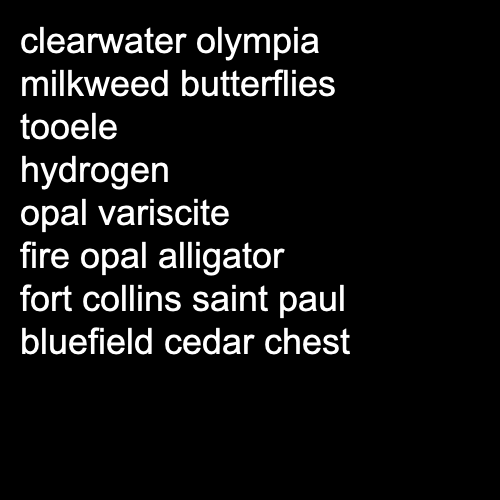 clearwater olympia
milkweed butterflies
tooele
hydrogen
opal variscite
fire opal alligator
fort collins saint paul
bluefield cedar chest